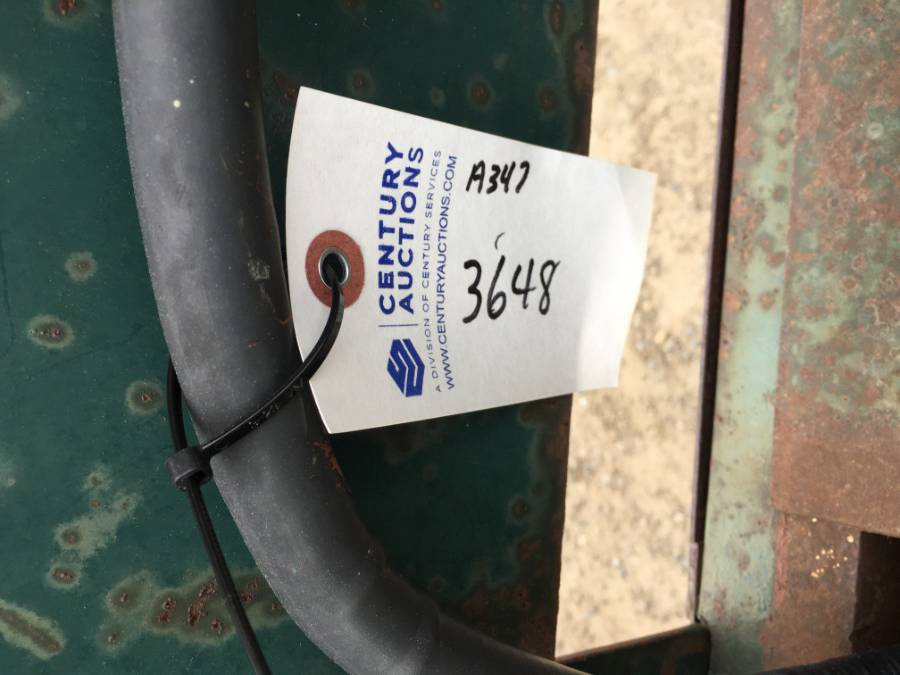 CENTURY
AUCTIONS
A DIVISION OF CENTURY SERVICES
WWW.CENTURYAUCTIONS.COM
A347
3648